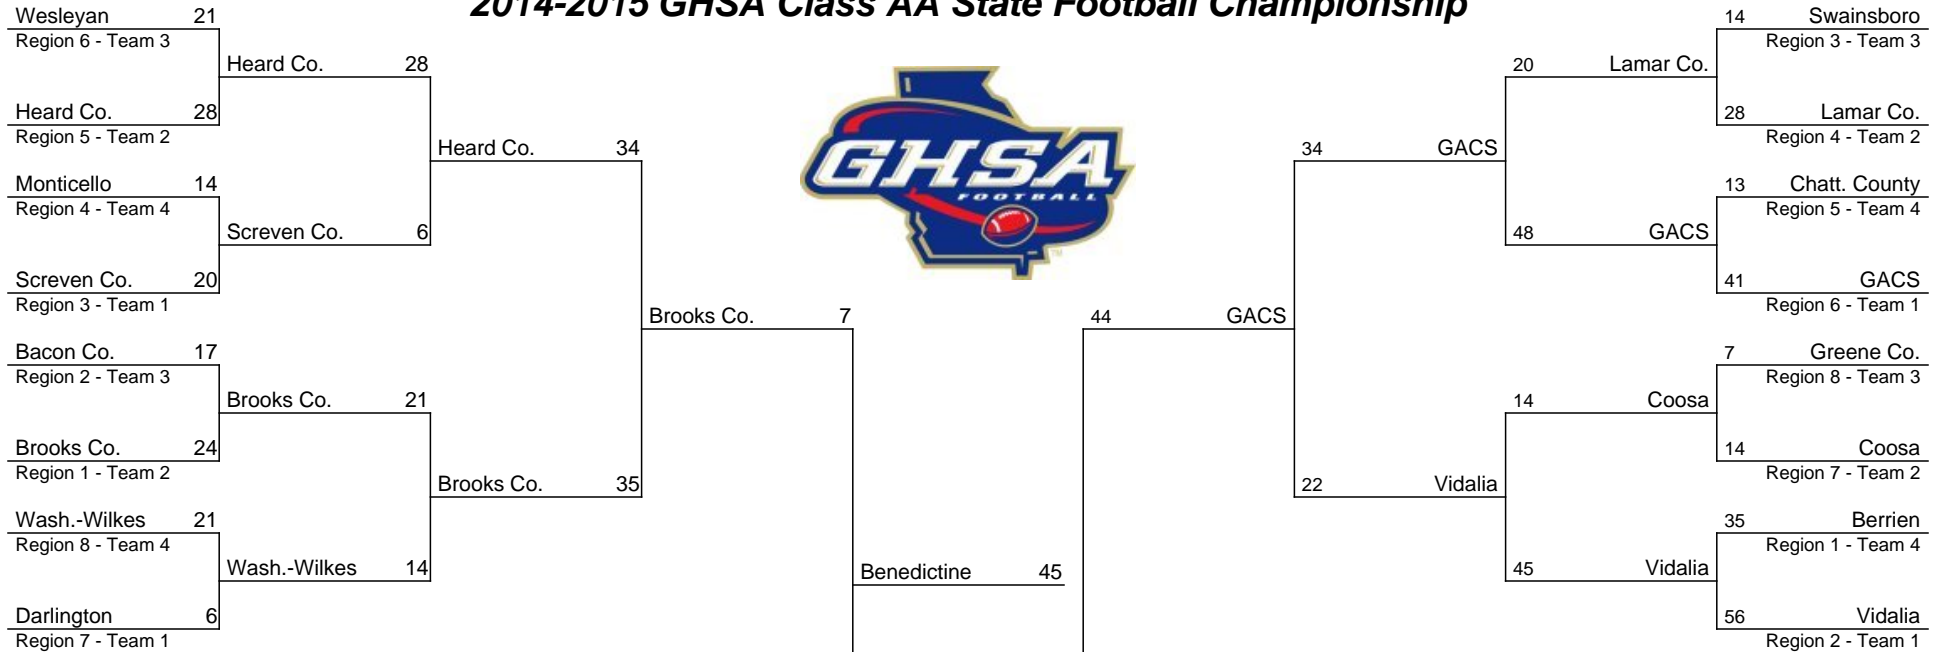 2014-2015 GHSA Class AA State Football Championship
Wesleyan 21
Region 6 - Team 3
Heard Co. 28
Heard Co. 28
Region 5 - Team 2
Heard Co. 34
Monticello 14
Region 4 - Team 4
Screven Co. 6
Screven Co. 20
Region 3 - Team 1
Brooks Co. 7
Bacon Co. 17
Region 2 - Team 3
Brooks Co. 21
Brooks Co. 24
Region 1 - Team 2
Brooks Co. 35
Wash.-Wilkes 21
Region 8 - Team 4
Wash.-Wilkes 14
Darlington 6
Region 7 - Team 1
GHSA
FOOTBALL
TM
Benedictine 45
14 Swainsboro
Region 3 - Team 3
20 Lamar Co.
28 Lamar Co.
Region 4 - Team 2
34 GACS
13 Chatt. County
Region 5 - Team 4
48 GACS
41 GACS
Region 6 - Team 1
44 GACS
7 Greene Co.
Region 8 - Team 3
14 Coosa
14 Coosa
Region 7 - Team 2
22 Vidalia
35 Berrien
Region 1 - Team 4
45 Vidalia
56 Vidalia
Region 2 - Team 1